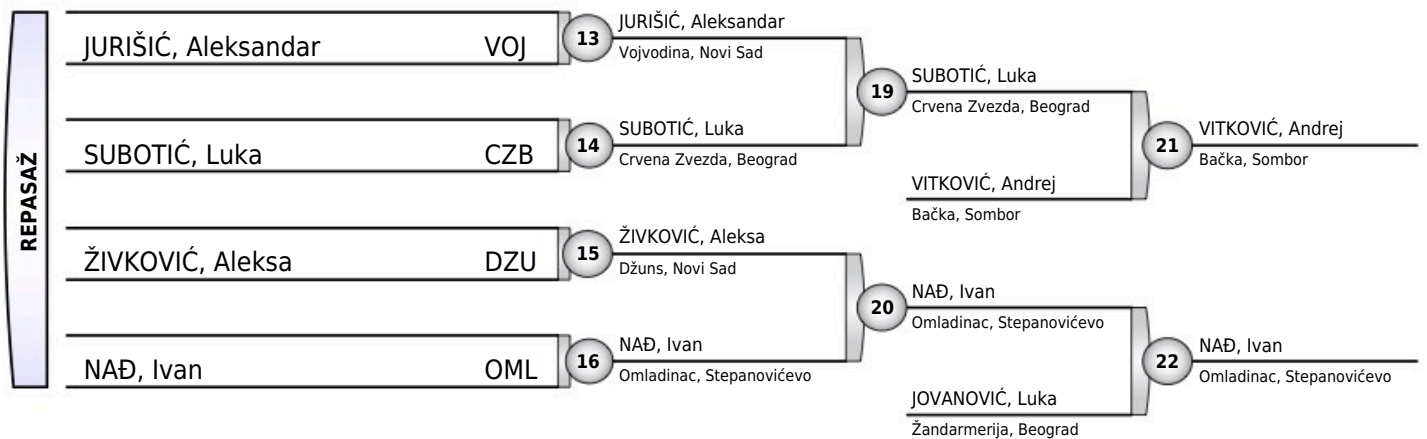 REPASAŽ
JURIŠIĆ, Aleksandar VOJ
SUBOTIĆ, Luka CZB
ŽIVKOVIĆ, Aleksa DZU
NAĐ, Ivan OML
13
JURIŠIĆ, Aleksandar
Vojvodina, Novi Sad
14
SUBOTIĆ, Luka
Crvena Zvezda, Beograd
15
ŽIVKOVIĆ, Aleksa
Džuns, Novi Sad
16
NAĐ, Ivan
Omladinac, Stepanovićevo
19
SUBOTIĆ, Luka
Crvena Zvezda, Beograd
VITKOVIĆ, Andrej
Bačka, Sombor
20
NAĐ, Ivan
Omladinac, Stepanovićevo
JOVANOVIĆ, Luka
Žandarmerija, Beograd
21
VITKOVIĆ, Andrej
Bačka, Sombor
22
NAĐ, Ivan
Omladinac, Stepanovićevo